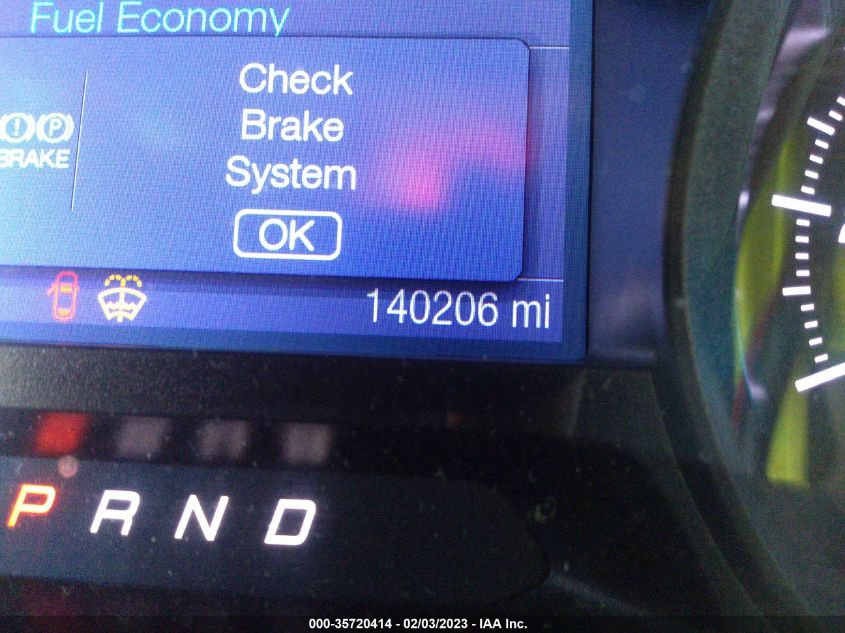 Fuel Economy
Check
Brake
System
OK
(!) (P)
BRAKE
140206 mi
P R N D
000-35720414 - 02/03/2023 - IAA Inc.